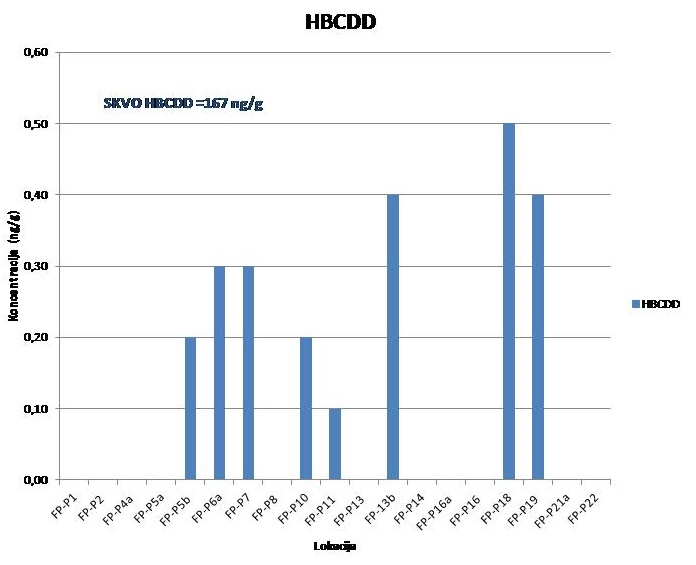 HBCDD
0,60
SKVO HBCDD =167 ng/g
0,50
0,40
0,30
0,20
0,10
0,00
Koncentracija (ng/g)
HBCDD
FP-P1
FP-P2
FP-P4a
FP-P5a
FP-P5b
FP-P6a
FP-P7
FP-P8
FP-P10
FP-P11
FP-P13
FP-13b
FP-P14
FP-P16a
FP-P16
FP-P18
FP-P19
FP-P21a
FP-P22
Lokacija